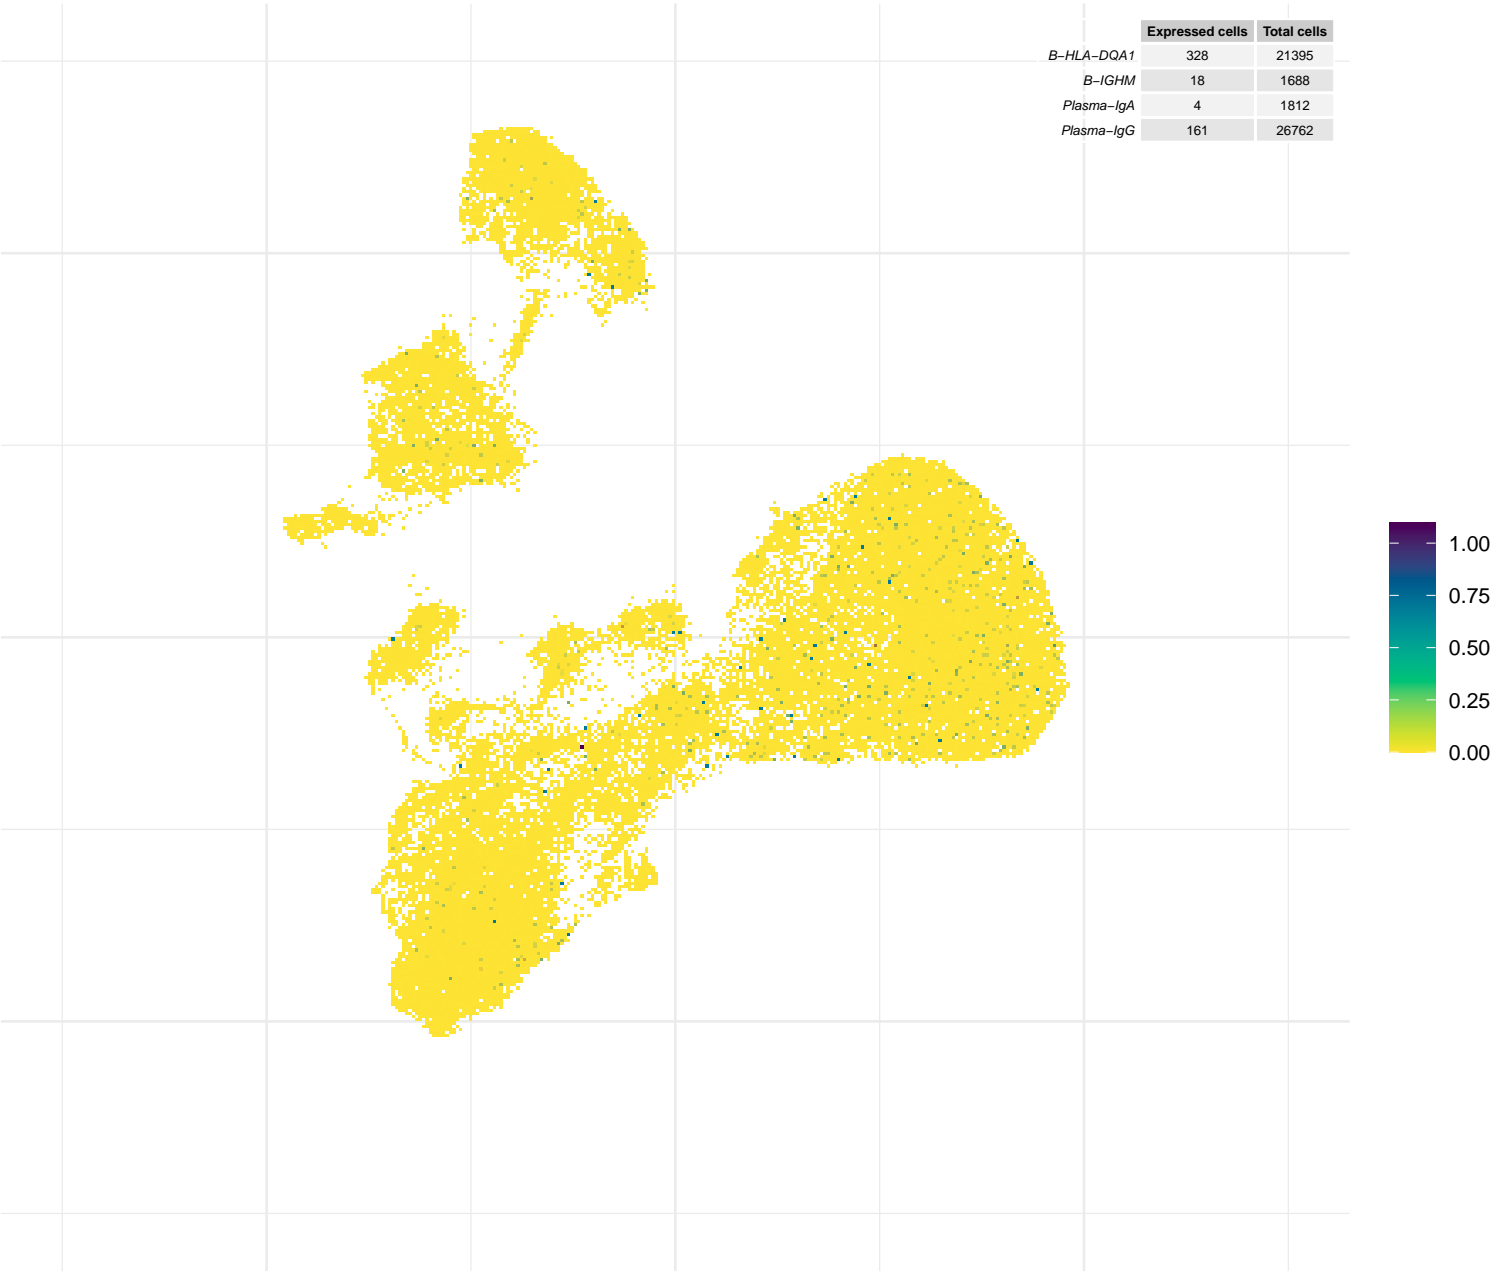 Expressed cells Total cells
B−HLA−DQA1 328 21395
B−IGHM 18 1688
Plasma−IgA 4 1812
Plasma−IgG 161 26762
1.00
0.75
0.50
0.25
0.00